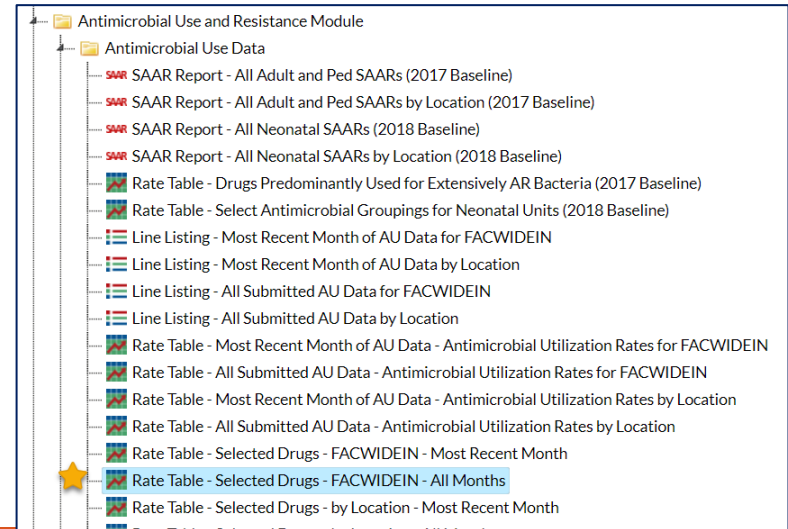 Antimicrobial Use and Resistance Module
Antimicrobial Use Data
SAAR SAAR Report - All Adult and Ped SAARs (2017 Baseline)
SAAR SAAR Report - All Adult and Ped SAARs by Location (2017 Baseline)
SAAR SAAR Report - All Neonatal SAARs (2018 Baseline)
SAAR SAAR Report - All Neonatal SAARs by Location (2018 Baseline)
Rate Table - Drugs Predominantly Used for Extensively AR Bacteria (2017 Baseline)
Rate Table - Select Antimicrobial Groupings for Neonatal Units (2018 Baseline)
Line Listing - Most Recent Month of AU Data for FACWIDEIN
Line Listing - Most Recent Month of AU Data by Location
Line Listing - All Submitted AU Data for FACWIDEIN
Line Listing - All Submitted AU Data by Location
Rate Table - Most Recent Month of AU Data - Antimicrobial Utilization Rates for FACWIDEIN
Rate Table - All Submitted AU Data - Antimicrobial Utilization Rates for FACWIDEIN
Rate Table - Most Recent Month of AU Data - Antimicrobial Utilization Rates by Location
Rate Table - All Submitted AU Data - Antimicrobial Utilization Rates by Location
Rate Table - Selected Drugs - FACWIDEIN - Most Recent Month
Rate Table - Selected Drugs - FACWIDEIN - All Months
Rate Table - Selected Drugs - by Location - Most Recent Month